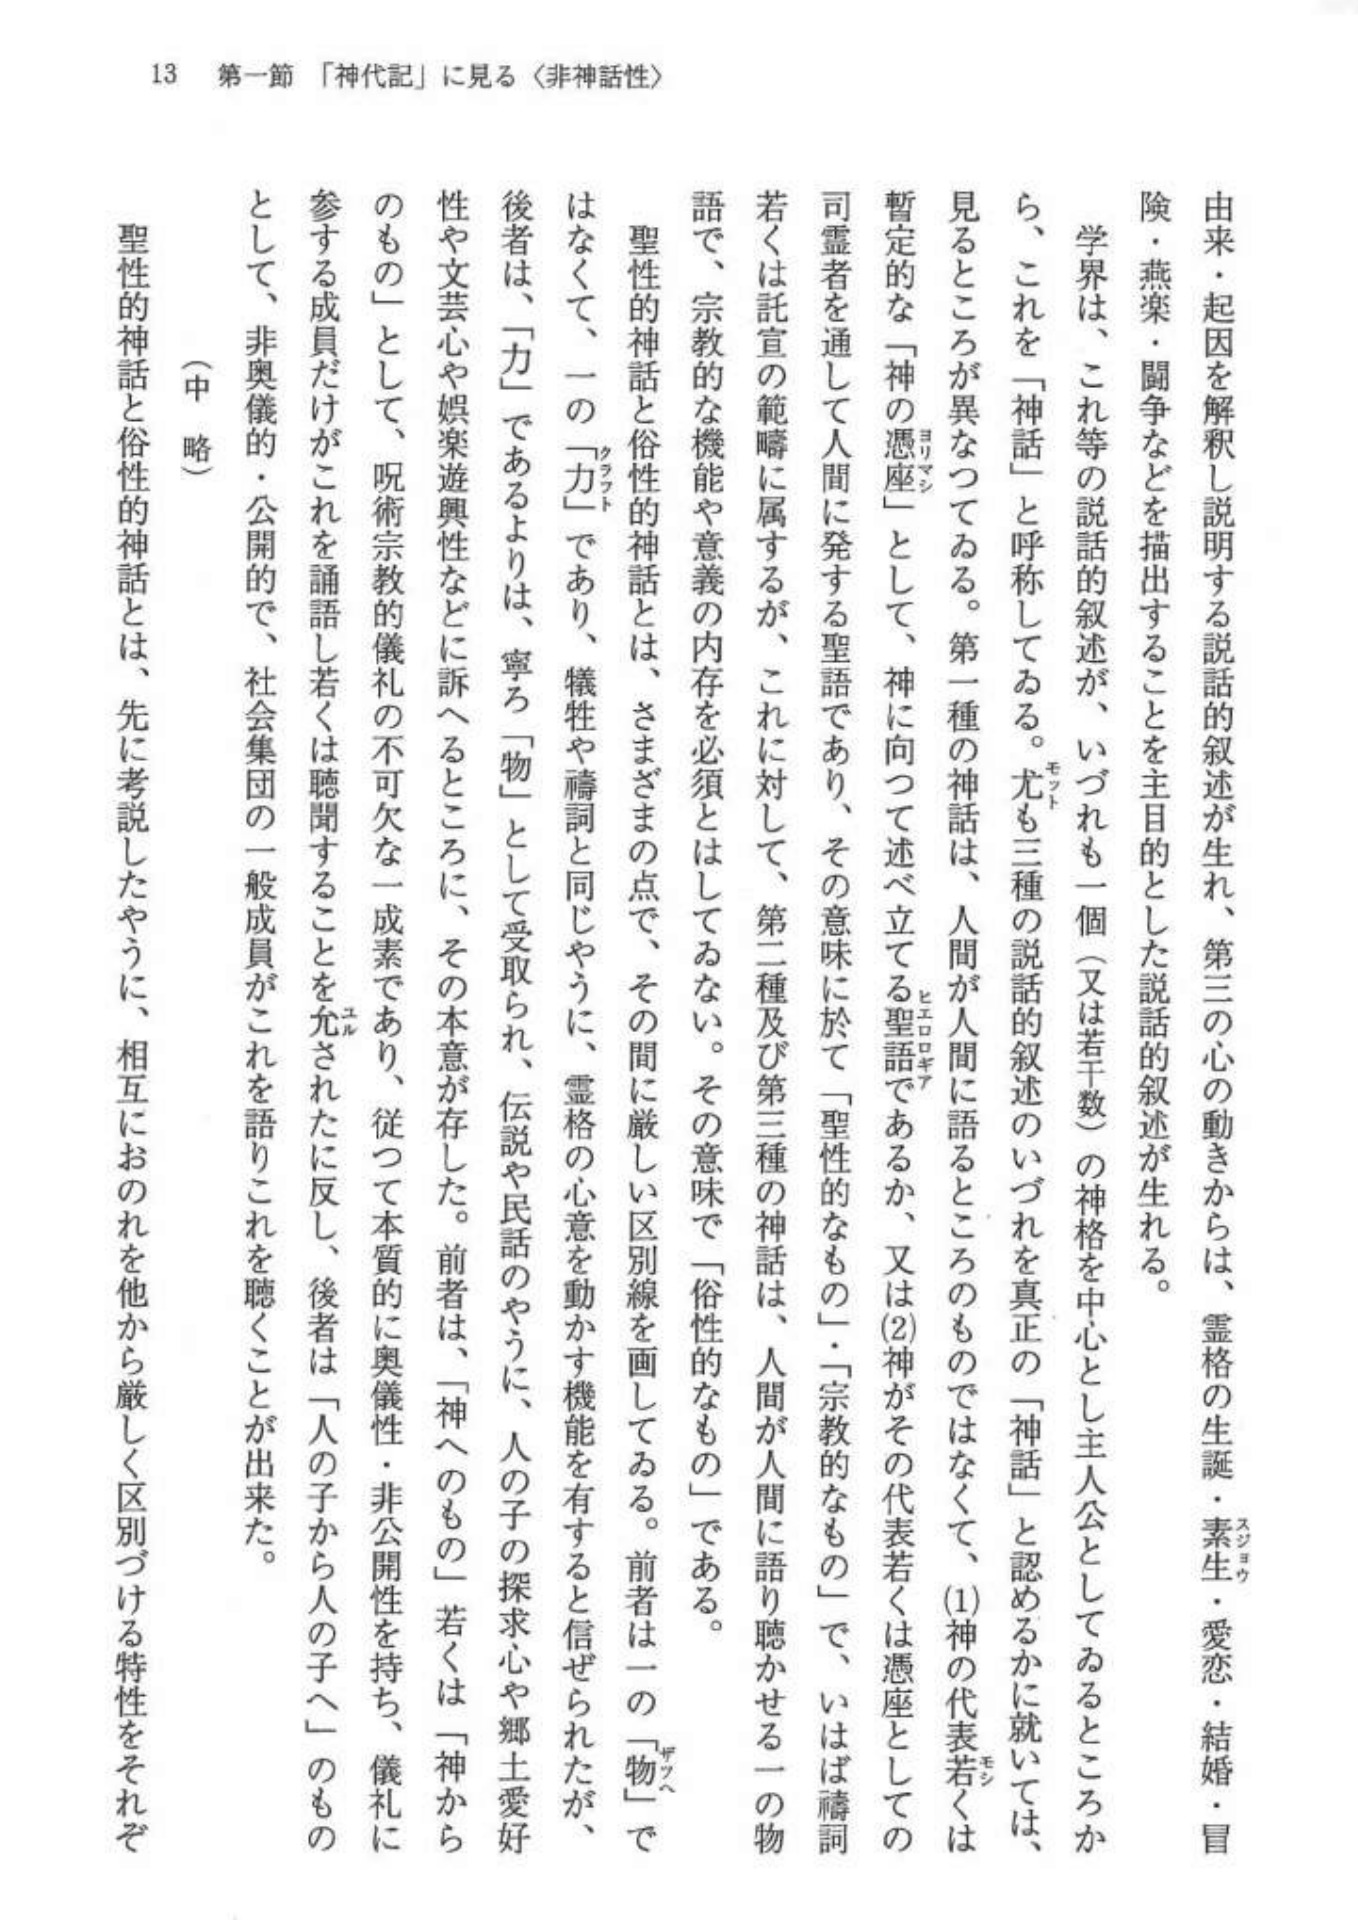 13　第一節　「神代記」に見る〈非神話性〉
由来・起因を解釈し説明する説話的叙述が生れ、第三の心の動きからは、霊格の生誕・素生スジョウ・愛恋・結婚・冒
険・燕楽・闘争などを描出することを主目的とした説話的叙述が生れる。
　学界は、これ等の説話的叙述が、いづれも一個（又は若干数）の神格を中心とし主人公としてゐるところか
ら、これを「神話」と呼称してゐる。尤モットも三種の説話的叙述のいづれを真正の「神話」と認めるかに就いては、
見るところが異なつてゐる。第一種の神話は、人間が人間に語るところのものではなくて、(1)神の代表若モシくは
暫定的な「神の憑座ヨリマシ」として、神に向つて述べ立てる聖語ヒエロロギアであるか、又は(2)神がその代表若くは憑座としての
司霊者を通して人間に発する聖語であり、その意味に於て「聖性的なもの」・「宗教的なもの」で、いはば禱詞
若くは託宣の範疇に属するが、これに対して、第二種及び第三種の神話は、人間が人間に語り聴かせる一の物
語で、宗教的な機能や意義の内存を必須とはしてゐない。その意味で「俗性的なもの」である。
　聖性的神話と俗性的神話とは、さまざまの点で、その間に厳しい区別線を画してゐる。前者は一の「物ザッヘ」で
はなくて、一の「力クラフト」であり、犠牲や禱詞と同じやうに、霊格の心意を動かす機能を有すると信ぜられたが、
後者は、「力」であるよりは、寧ろ「物」として受取られ、伝説や民話のやうに、人の子の探求心や郷土愛好
性や文芸心や娯楽遊興性などに訴へるところに、その本意が存した。前者は、「神へのもの」若くは「神から
のもの」として、呪術宗教的儀礼の不可欠な一成素であり、従つて本質的に奥儀性・非公開性を持ち、儀礼に
参する成員だけがこれを誦語し若くは聴聞することを允ユルされたに反し、後者は「人の子から人の子へ」のもの
として、非奥儀的・公開的で、社会集団の一般成員がこれを語りこれを聴くことが出来た。
（中　略）
　聖性的神話と俗性的神話とは、先に考説したやうに、相互におのれを他から厳しく区別づける特性をそれぞ